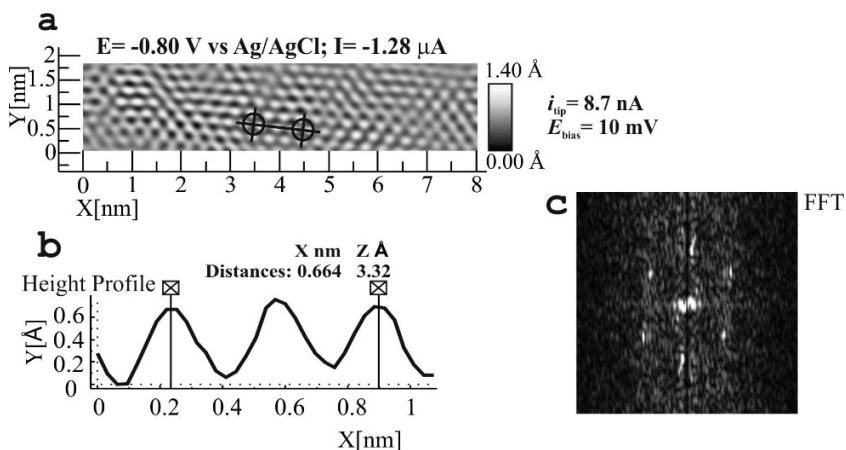 a
E= -0.80 V vs Ag/AgCl; I= -1.28 μA
Y[nm]
2
1.5
1
0.5
0
0 1 2 3 4 5 6 7 8
X[nm]
1.40 Å
0.00 Å
i_tip= 8.7 nA
E_bias= 10 mV
b
X nm Z Å
Distances: 0.664 3.32
Height Profile
Y[Å]
0.6
0.4
0.2
0
0 0.2 0.4 0.6 0.8 1
X[nm]
c
FFT